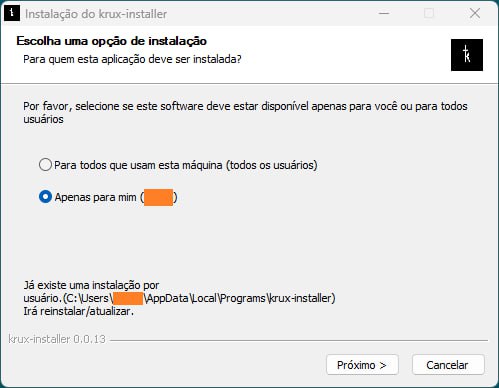 Instalação do krux-installer
Escolha uma opção de instalação
Para quem esta aplicação deve ser instalada?
Por favor, selecione se este software deve estar disponível apenas para você ou para todos
usuários
Para todos que usam esta máquina (todos os usuários)
Apenas para mim ( )
Já existe uma instalação por
usuário.(C:\Users\ \AppData\Local\Programs\krux-installer)
Irá reinstalar/atualizar.
krux-installer 0.0.13
Próximo >
Cancelar